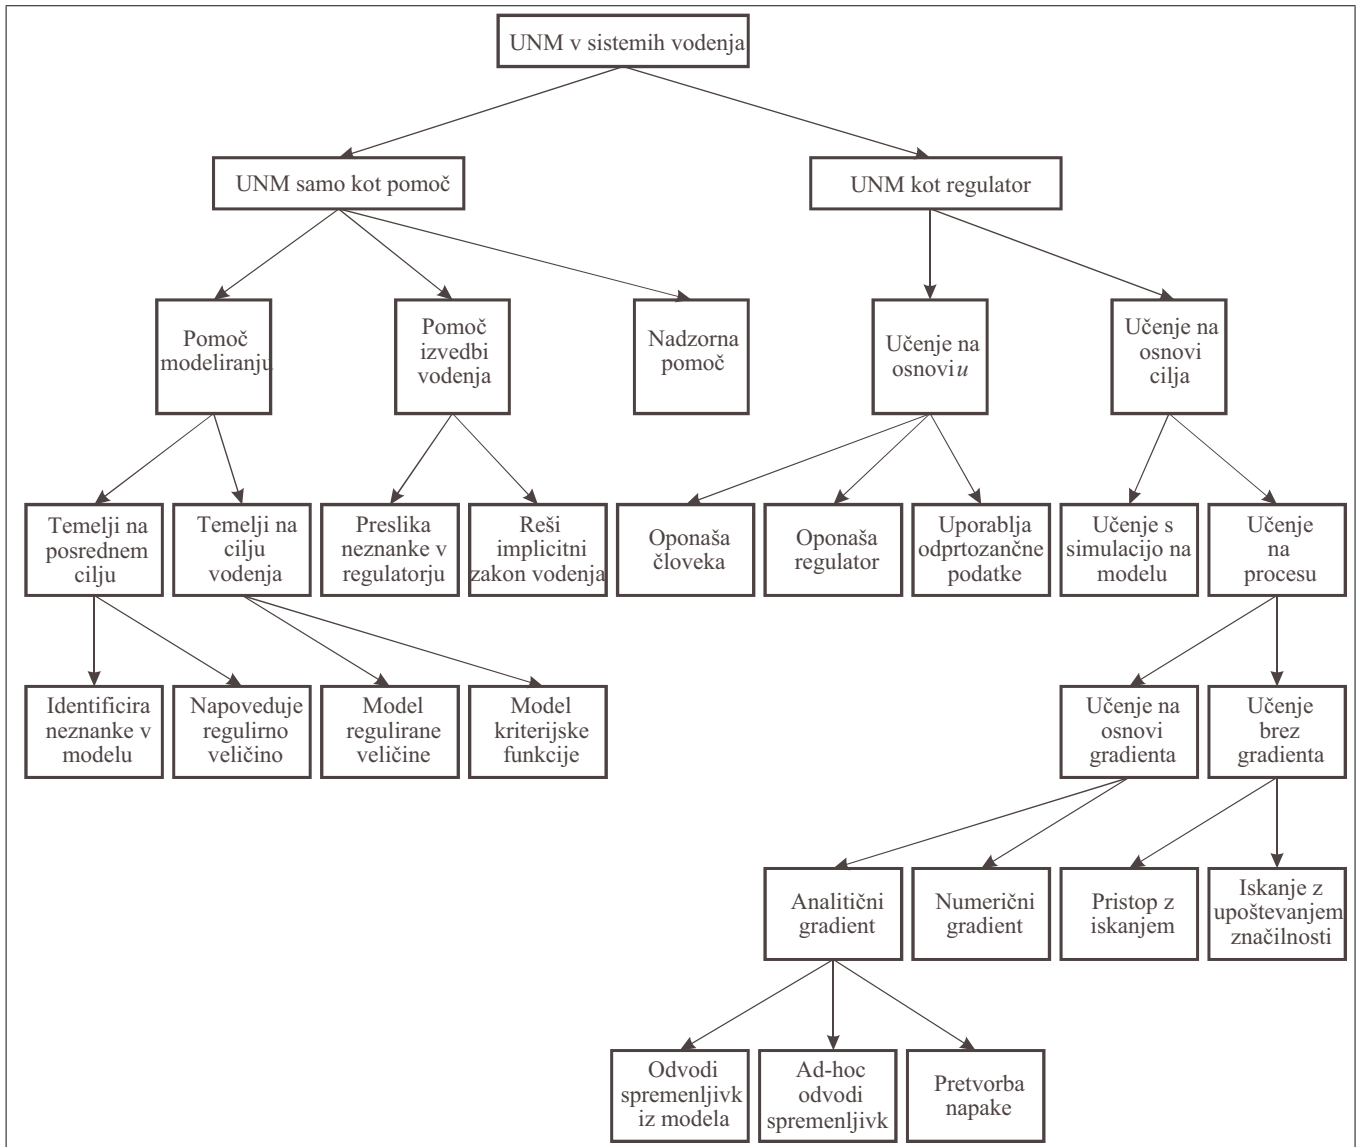 UNM v sistemih vodenja
UNM samo kot pomoč
UNM kot regulator
Pomoč
modeliranju
Pomoč
izvedbi
vodenja
Nadzorna
pomoč
Učenje na
osnovi u
Učenje na
osnovi
cilja
Temelji na
posrednem
cilju
Temelji na
cilju
vodenja
Preslika
neznanke v
regulatorju
Reši
implicitni
zakon vodenja
Oponaša
človeka
Oponaša
regulator
Uporablja
odprtozančne
podatke
Učenje s
simulacijo na
modelu
Učenje
na
procesu
Identificira
neznanke v
modelu
Napoveduje
regulirno
veličino
Model
regulirane
veličine
Model
kriterijske
funkcije
Učenje na
osnovi
gradienta
Učenje
brez
gradienta
Analitični
gradient
Numerični
gradient
Pristop z
iskanjem
Iskanje z
upoštevanjem
značilnosti
Odvodi
spremenljivk
iz modela
Ad-hoc
odvodi
spremenljivk
Pretvorba
napake